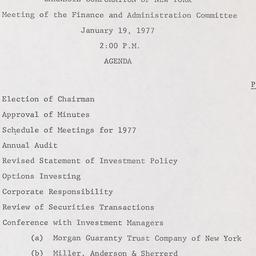 CORPORATION OF NEW YORK
Meeting of the Finance and Administration Committee
January 19, 1977
2:00 P.M.
AGENDA
P
Election of Chairman
Approval of Minutes
Schedule of Meetings for 1977
Annual Audit
Revised Statement of Investment Policy
Options Investing
Corporate Responsibility
Review of Securities Transactions
Conference with Investment Managers
(a) Morgan Guaranty Trust Company of New York
(b) Miller, Anderson & Sherrerd